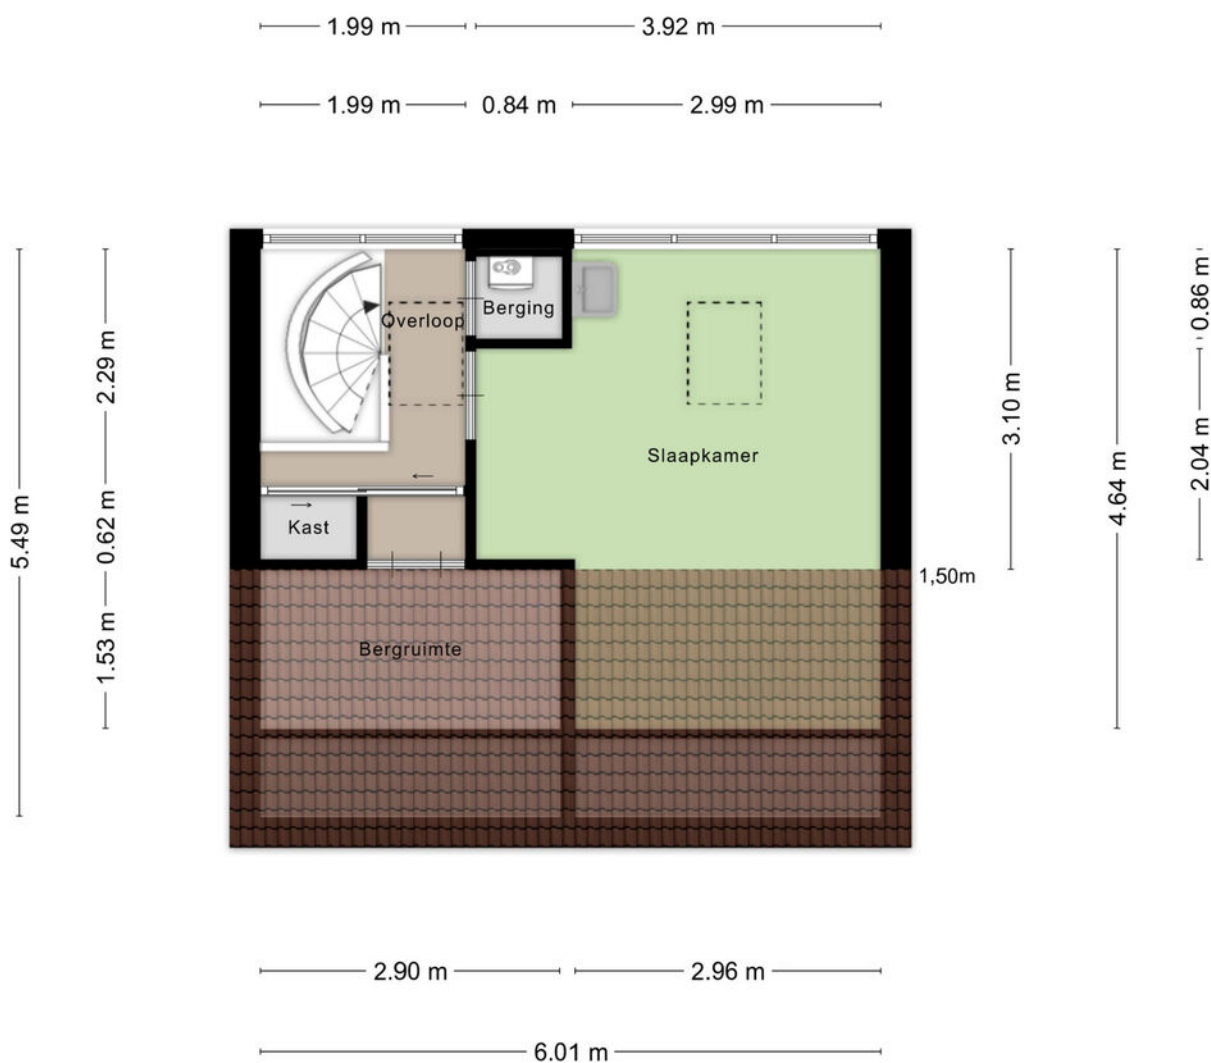 1.99 m
3.92 m
1.99 m
0.84 m
2.99 m
Overloop
Berging
Slaapkamer
Kast
Bergruimte
1,50m
5.49 m
2.29 m
0.62 m
1.53 m
3.10 m
4.64 m
0.86 m
2.04 m
2.90 m
2.96 m
6.01 m